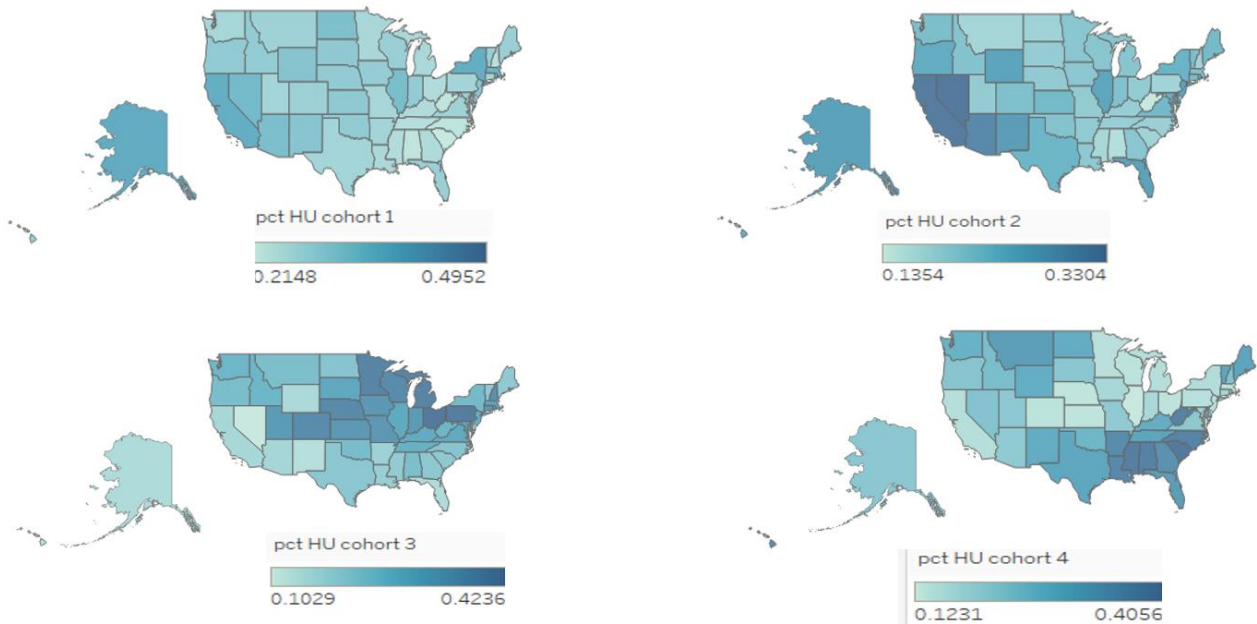 pct HU cohort 1
0.2148 0.4952
pct HU cohort 2
0.1354 0.3304
pct HU cohort 3
0.1029 0.4236
pct HU cohort 4
0.1231 0.4056